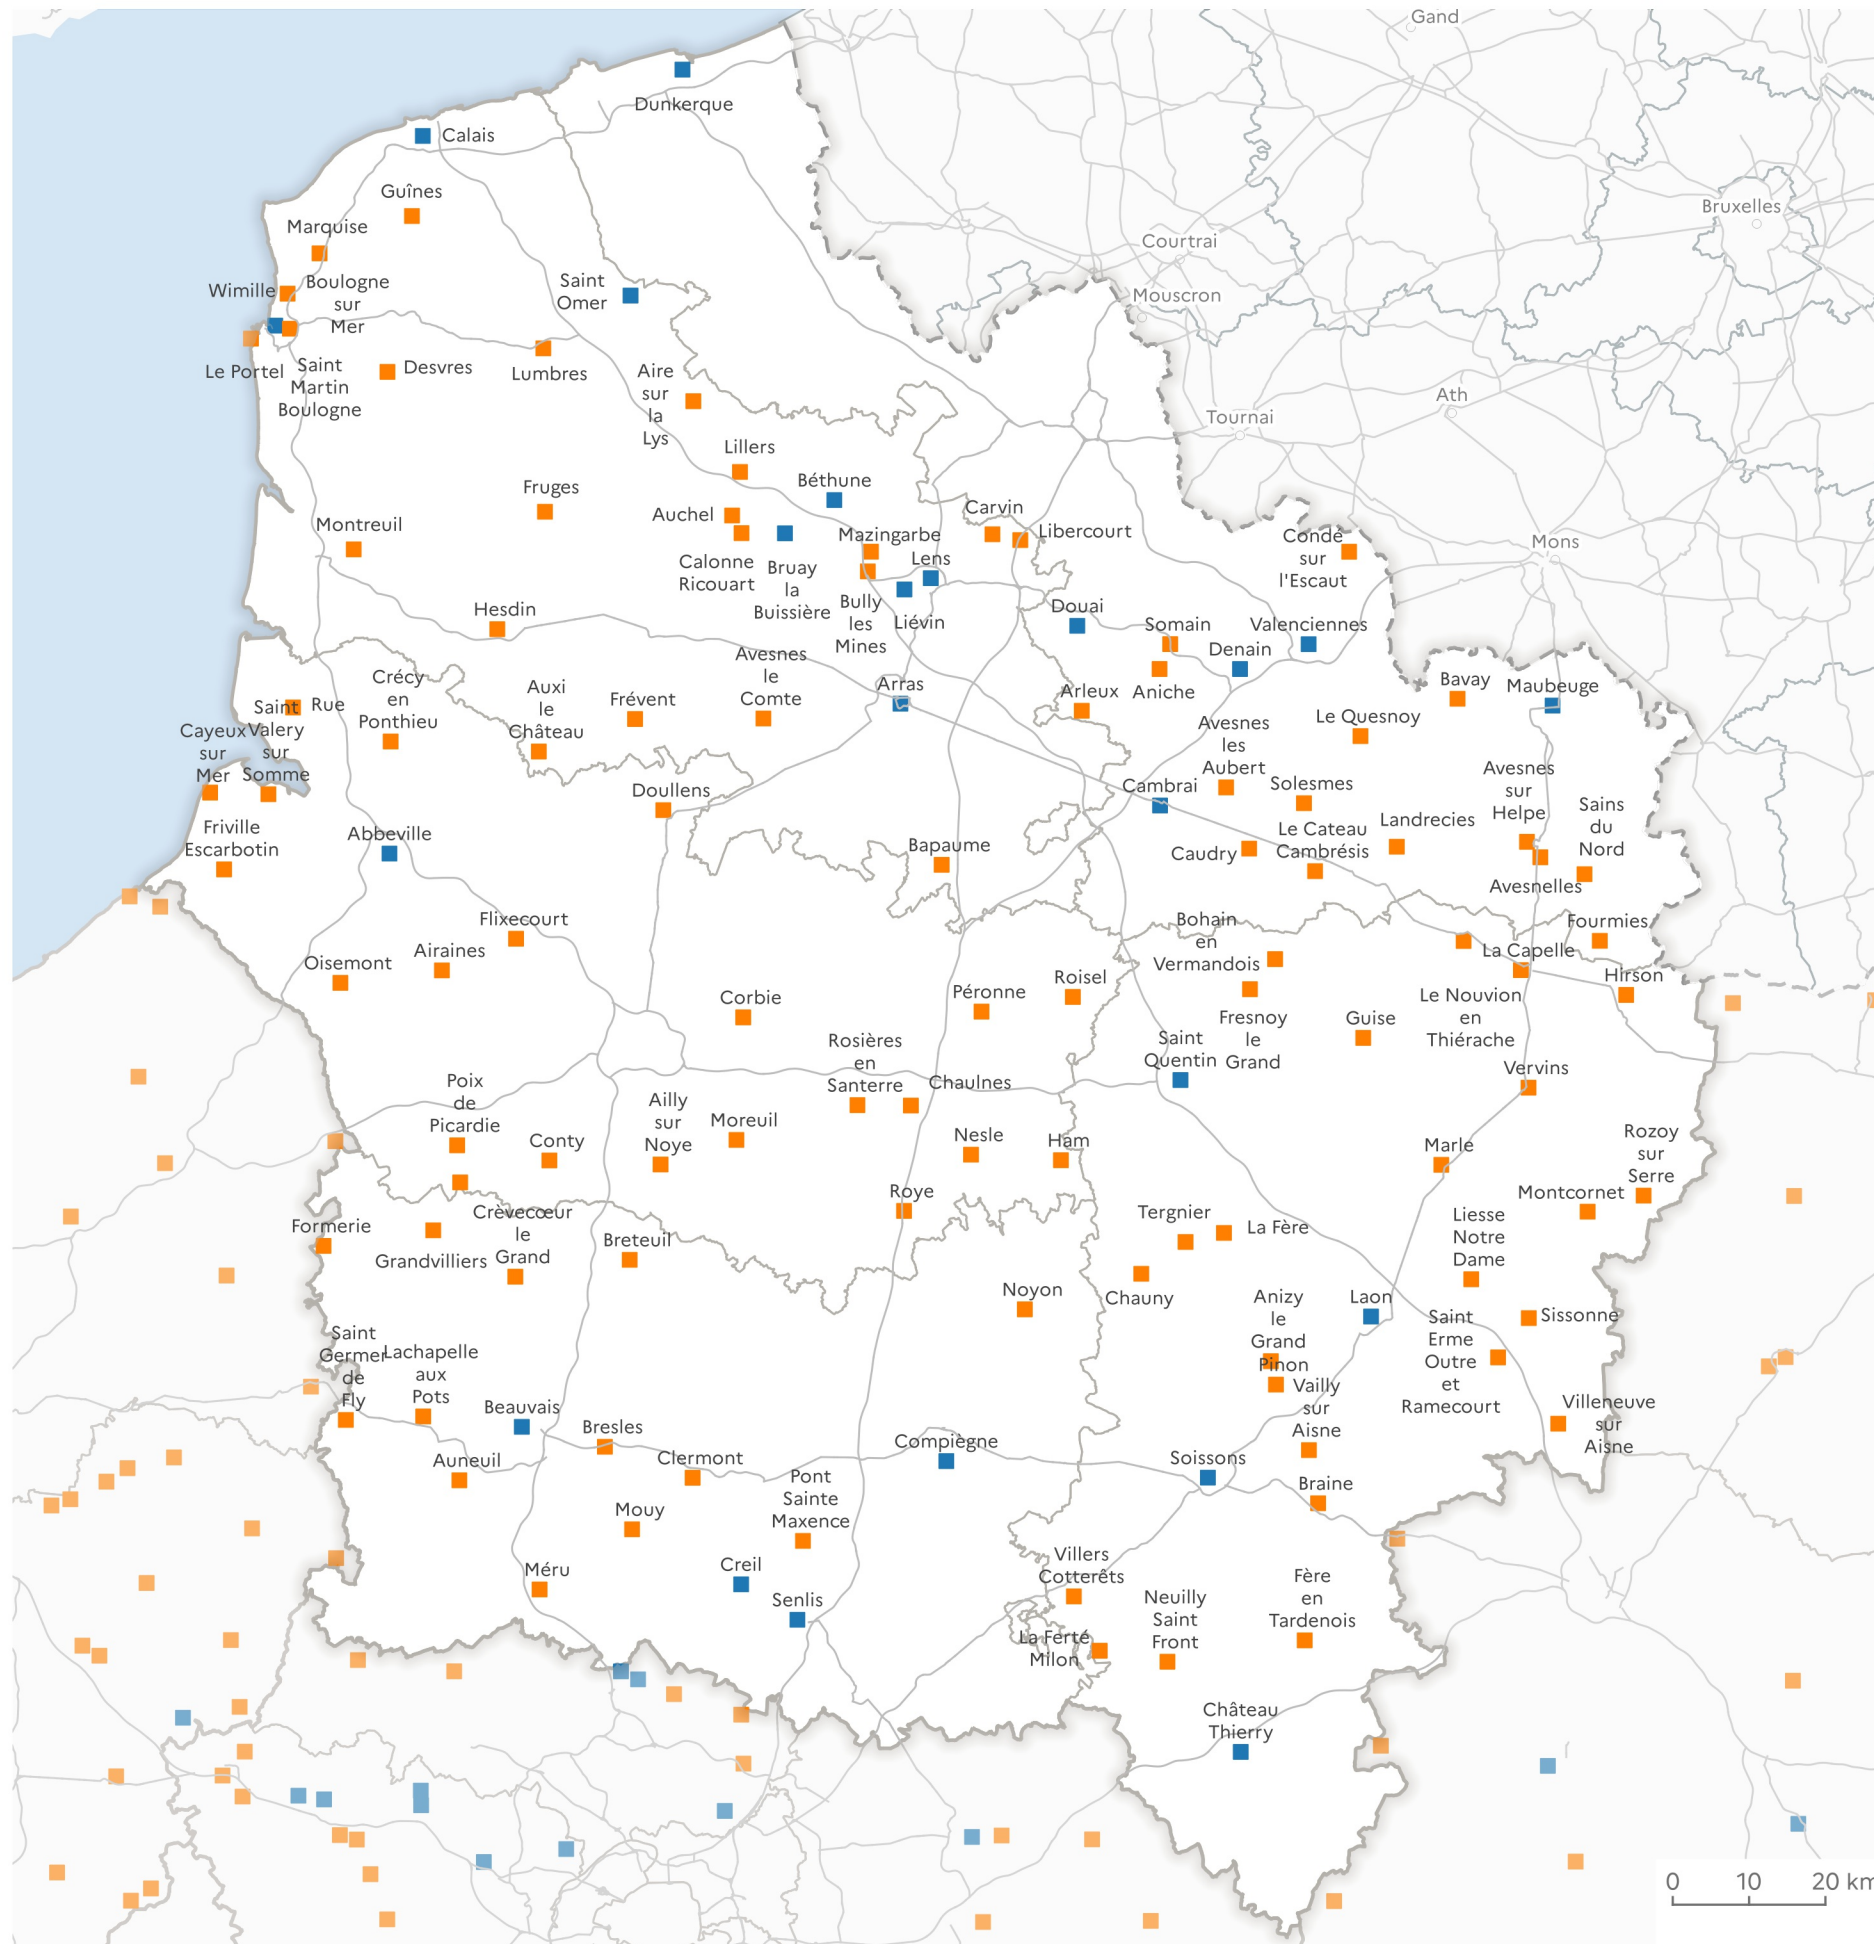 Gand
Dunkerque
Calais
Guînes
Bruxelles
Marquise
Courtrai
Wimille
Boulogne
sur
Mer
Saint
Omer
Mouscron
Le Portel
Saint
Martin
Boulogne
Desvres
Lumbres
Aire
sur
la
Lys
Tournai
Ath
Lillers
Béthune
Fruges
Auchel
Montreuil
Calonne
Ricouart
Bruay
la
Buissière
Mazingarbe
Lens
Carvin
Libercourt
Condé
sur
l'Escaut
Mons
Bully
les
Mines
Liévin
Hesdin
Douai
Somain
Denain
Valenciennes
Aniche
Arleux
Avesnes
le
Comte
Arras
Bavay
Maubeuge
Saint
Valery
sur
Somme
Rue
Crécy
en
Ponthieu
Auxi
le
Château
Frévent
Cayeux
sur
Mer
Avesnes
les
Aubert
Le Quesnoy
Cambrai
Solesmes
Avesnes
sur
Helpe
Sains
du
Nord
Doullens
Friville
Escarbotin
Abbeville
Bapaume
Caudry
Le Cateau
Cambrésis
Landrecies
Avesnelles
Fourmies
Flixecourt
Airaines
Oisemont
Bohain
en
Vermandois
La Capelle
Hirson
Corbie
Péronne
Roisel
Fresnoy
le
Grand
Guise
Le Nouvion
en
Thiérache
Saint
Quentin
Rosières
en
Santerre
Chaulnes
Vervins
Poix
de
Picardie
Conty
Ailly
sur
Noye
Moreuil
Nesle
Ham
Marle
Rozoy
sur
Serre
Montcornet
Roye
Formerie
Grandvilliers
Crèvecœur
le
Grand
Breteuil
Tergnier
La Fère
Liesse
Notre
Dame
Noyon
Chauny
Anizy
le
Grand
Pinon
Laon
Saint
Erme
Outre
et
Ramecourt
Sissonne
Saint
Germer
de
Fly
Lachapelle
aux
Pots
Vailly
sur
Aisne
Villeneuve
sur
Aisne
Beauvais
Bresles
Auneuil
Clermont
Compiègne
Soissons
Braine
Mouy
Pont
Sainte
Maxence
Méru
Creil
Senlis
Villers
Cotterêts
Neuilly
Saint
Front
Fère
en
Tardenois
La Ferté
Milon
Château
Thierry
0 10 20 km